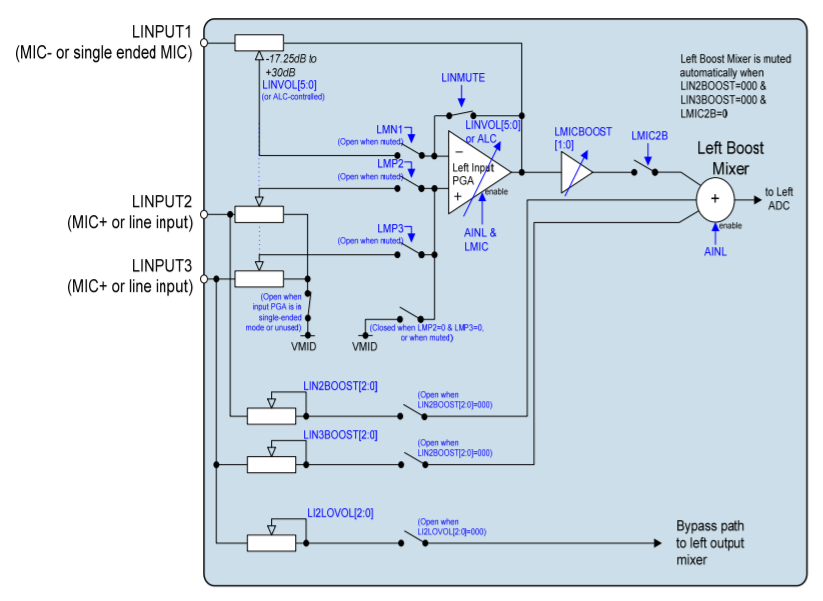 LINPUT1
(MIC- or single ended MIC)
-17.25dB to
+30dB
LINVOL[5:0]
(or ALC-controlled)
LINMUTE
Left Boost Mixer is muted
automatically when
LIN2BOOST=000 &
LIN3BOOST=000 &
LMIC2B=0
LMN1
(Open when muted)
LINVOL[5:0]
or ALC
LMICBOOST
[1:0]
LMIC2B
Left Boost
Mixer
LMP2
(Open when muted)
−
Left Input
PGA
+
enable
+
to Left
ADC
enable
LINPUT2
(MIC+ or line input)
LMP3
(Open when muted)
AINL &
LMIC
AINL
LINPUT3
(MIC+ or line input)
(Open when
input PGA is in
single-ended
mode or unused)
VMID
(Closed when LMP2=0 & LMP3=0,
or when muted)
VMID
LIN2BOOST[2:0]
(Open when
LIN2BOOST[2:0]=000)
LIN3BOOST[2:0]
(Open when
LIN2BOOST[2:0]=000)
LI2LOVOL[2:0]
(Open when
LI2LOVOL[2:0]=000)
Bypass path
to left output
mixer